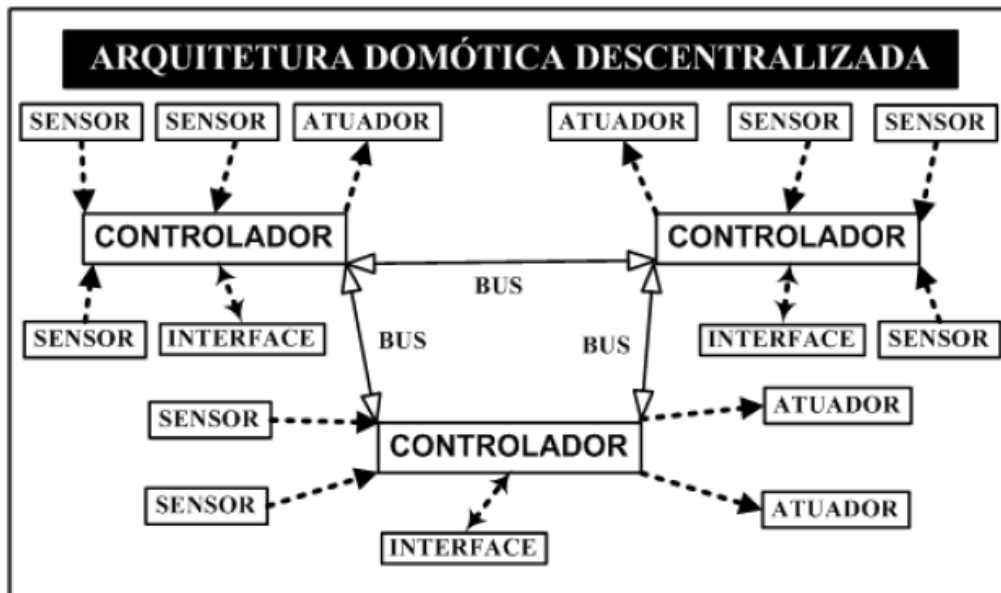 ARQUITETURA DOMÓTICA DESCENTRALIZADA
SENSOR SENSOR ATUADOR ATUADOR SENSOR SENSOR
CONTROLADOR CONTROLADOR
BUS
SENSOR INTERFACE BUS BUS INTERFACE SENSOR
SENSOR ATUADOR
CONTROLADOR
SENSOR ATUADOR
INTERFACE